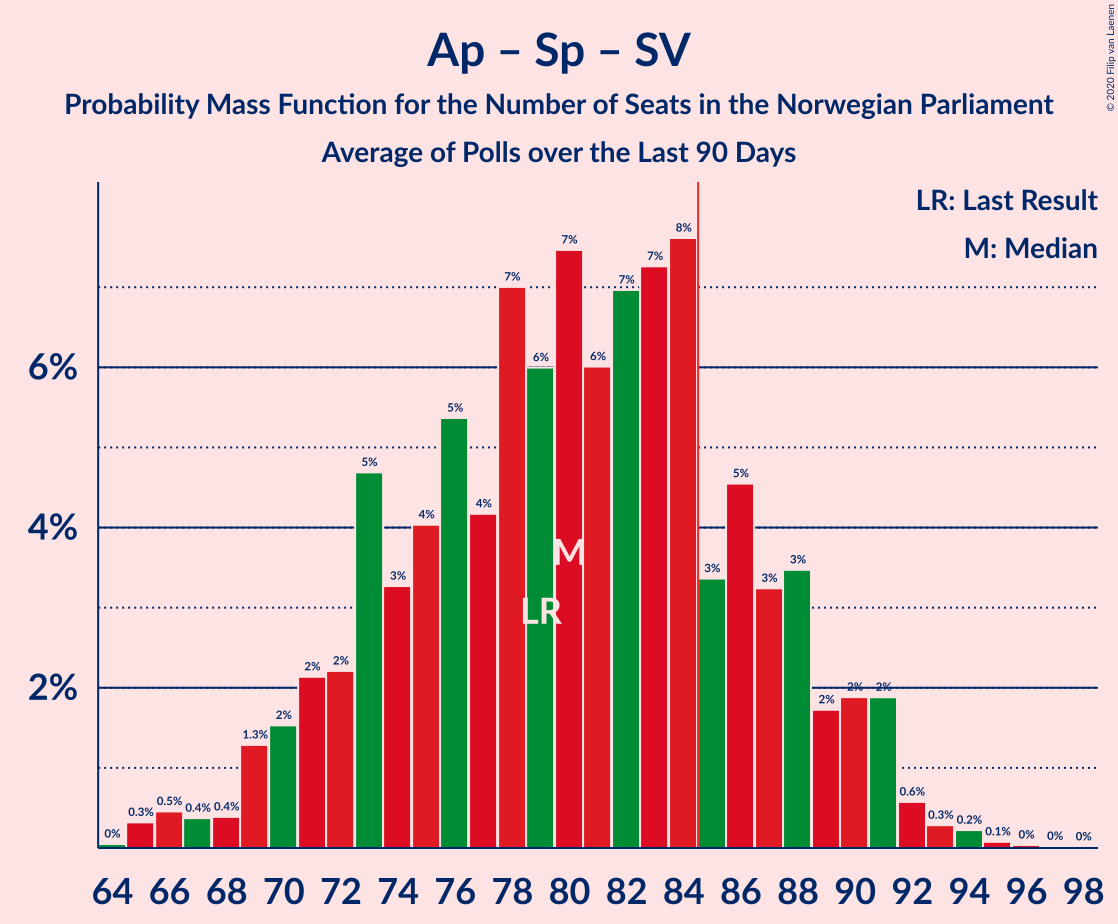 Ap – Sp – SV
Probability Mass Function for the Number of Seats in the Norwegian Parliament
Average of Polls over the Last 90 Days
© 2020 Filip van Laenen
LR: Last Result
M: Median
6%
4%
2%
0% 0.3% 0.5% 0.4% 0.4% 1.3% 2% 2% 2% 5% 3% 4% 5% 4% 7% 6% 7% 6% 7% 7% 8% 3% 5% 3% 3% 2% 2% 2% 0.6% 0.3% 0.2% 0.1% 0% 0% 0%
M
LR
64 66 68 70 72 74 76 78 80 82 84 86 88 90 92 94 96 98